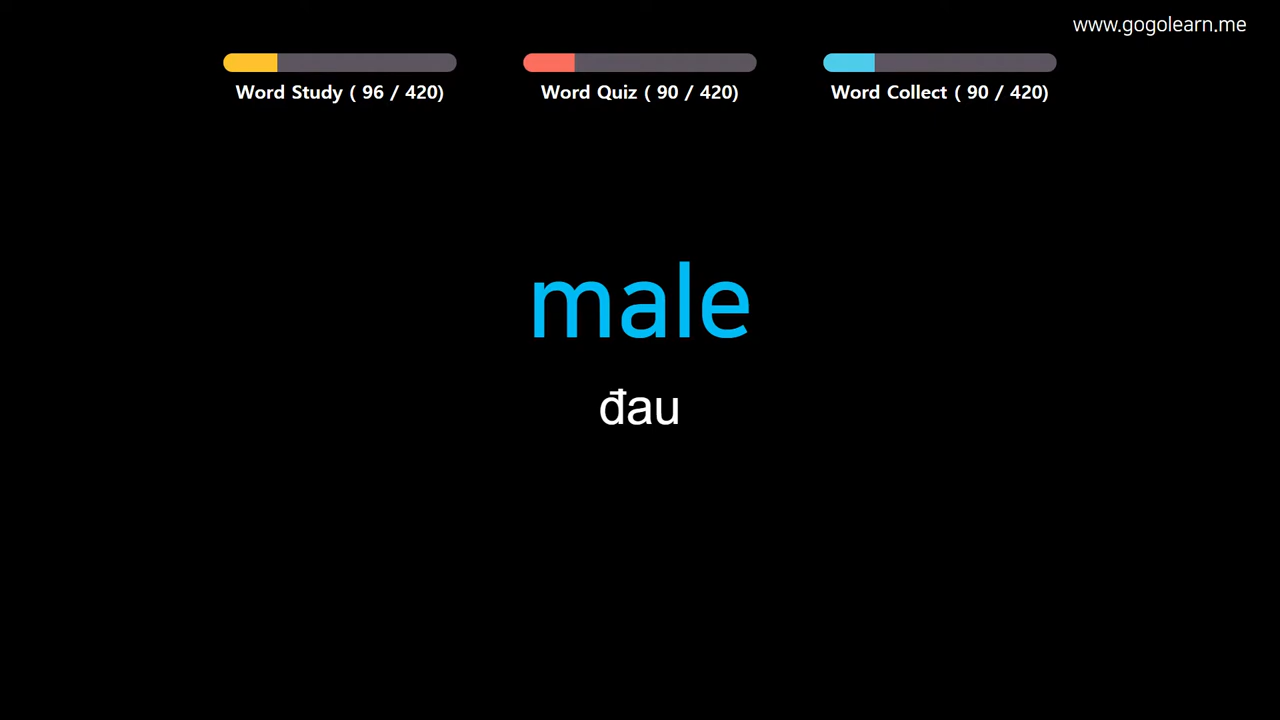 www.gogolearn.me
Word Study ( 96 / 420)
Word Quiz ( 90 / 420)
Word Collect ( 90 / 420)
male
đau